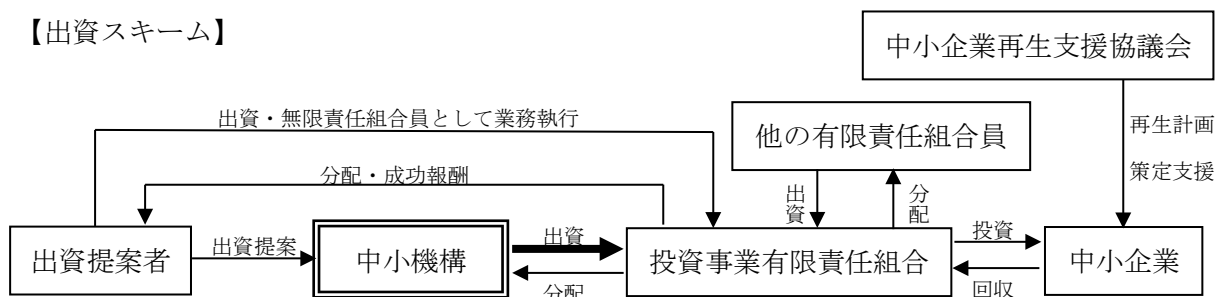 【出資スキーム】
中小企業再生支援協議会
出資・無限責任組合員として業務執行
他の有限責任組合員
再生計画
策定支援
分配・成功報酬
出資
分配
出資提案者
出資提案
中小機構
出資
分配
投資事業有限責任組合
投資
回収
中小企業